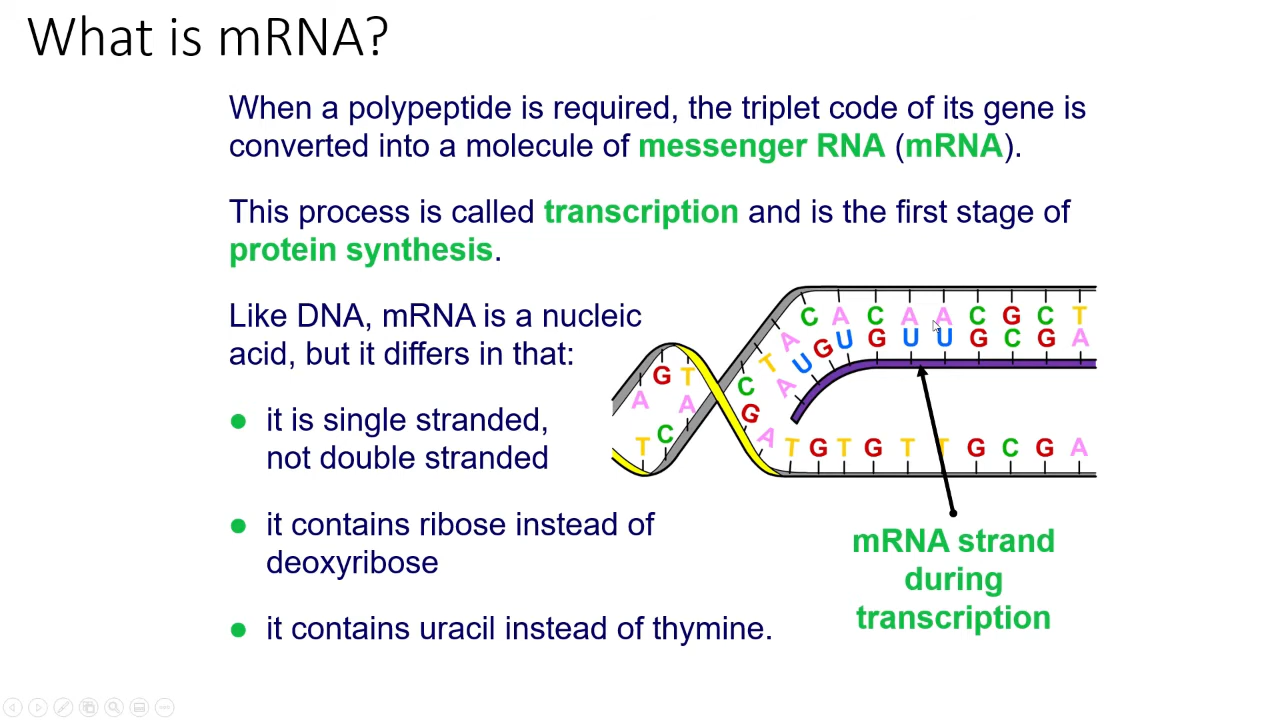 What is mRNA?
When a polypeptide is required, the triplet code of its gene is
converted into a molecule of messenger RNA (mRNA).
This process is called transcription and is the first stage of
protein synthesis.
Like DNA, mRNA is a nucleic
acid, but it differs in that:
it is single stranded,
not double stranded
it contains ribose instead of
deoxyribose
it contains uracil instead of thymine.
A G T A C T A C A C A A C G C T
A U G U G U U G C G A
T C A G A T G T G T T G C G A
mRNA strand
during
transcription